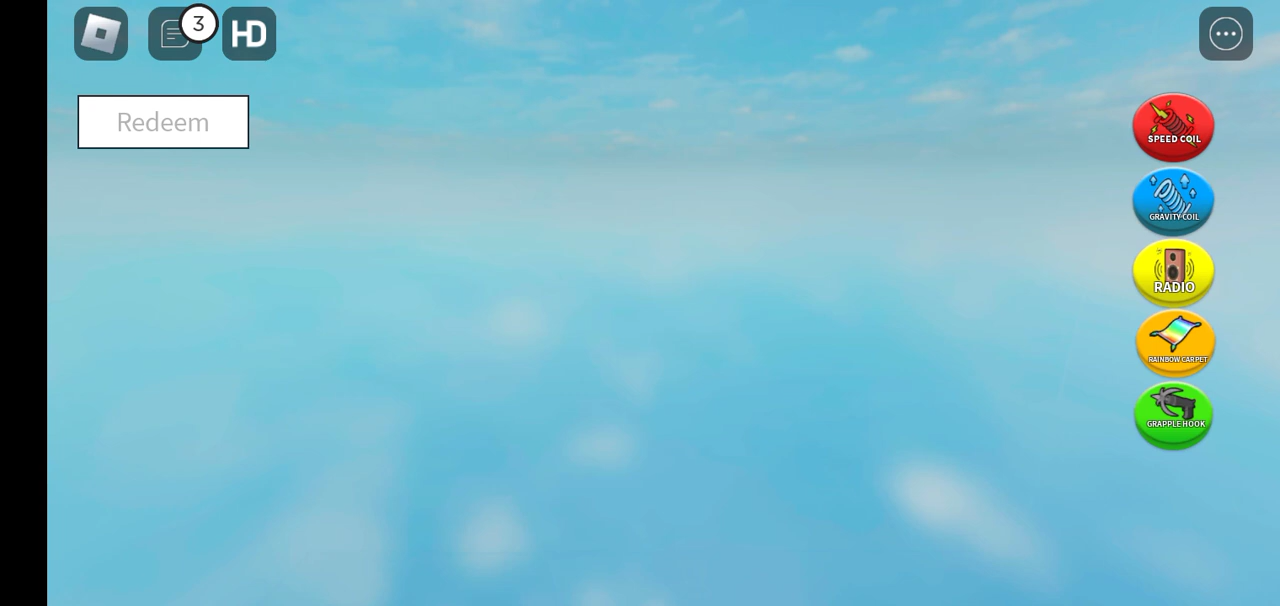 3
HD
Redeem
SPEED COIL
GRAVITY COIL
RADIO
RAINBOW CARPET
GRAPPLE HOOK